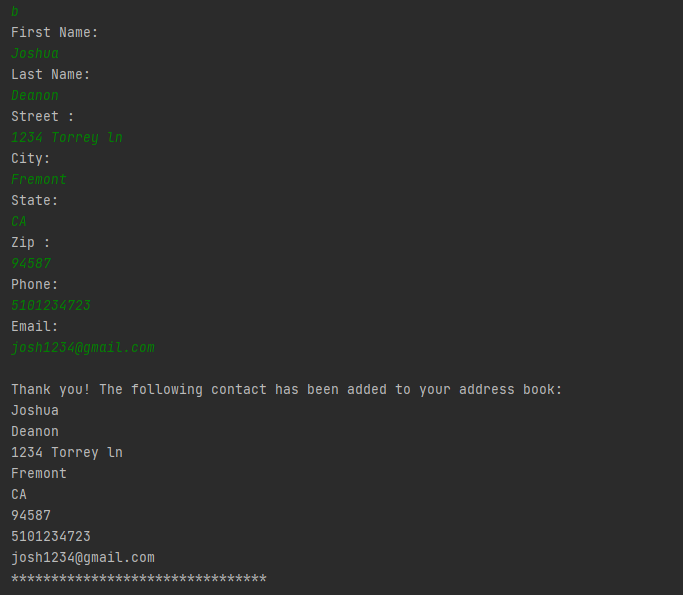 b
First Name:
Joshua
Last Name:
Deanon
Street :
1234 Torrey ln
City:
Fremont
State:
CA
Zip :
94587
Phone:
5101234723
Email:
josh1234@gmail.com
Thank you! The following contact has been added to your address book:
Joshua
Deanon
1234 Torrey ln
Fremont
CA
94587
5101234723
josh1234@gmail.com
********************************